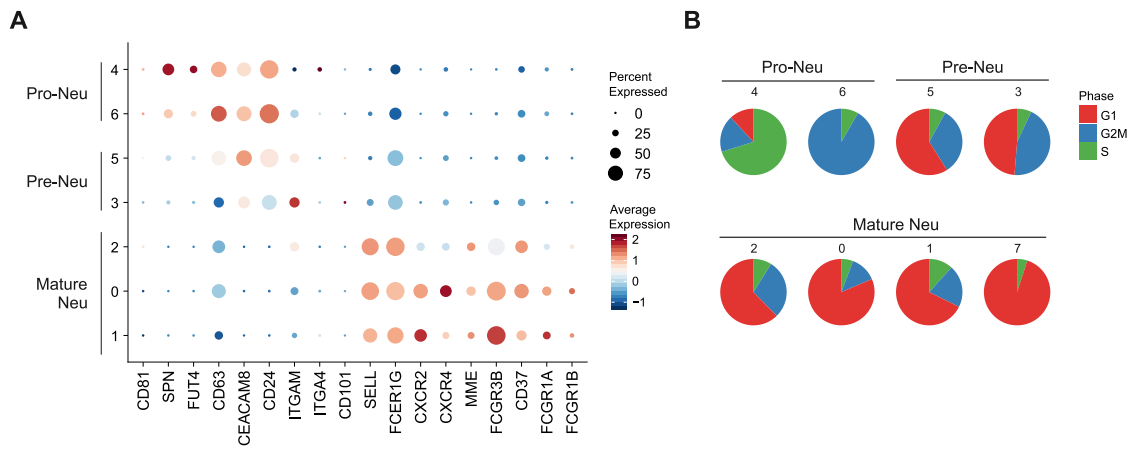 A
Pro-Neu
Pre-Neu
Mature
Neu
4
6
5
3
2
0
1
CD81
SPN
FUT4
CD63
CEACAM8
CD24
ITGAM
ITGA4
CD101
SELL
FCER1G
CXCR2
CXCR4
MME
FCGR3B
CD37
FCGR1A
FCGR1B
Percent
Expressed
0
25
50
75
Average
Expression
2
1
0
−1
B
Pro-Neu
Pre-Neu
4
6
5
3
Phase
G1
G2M
S
Mature Neu
2
0
1
7